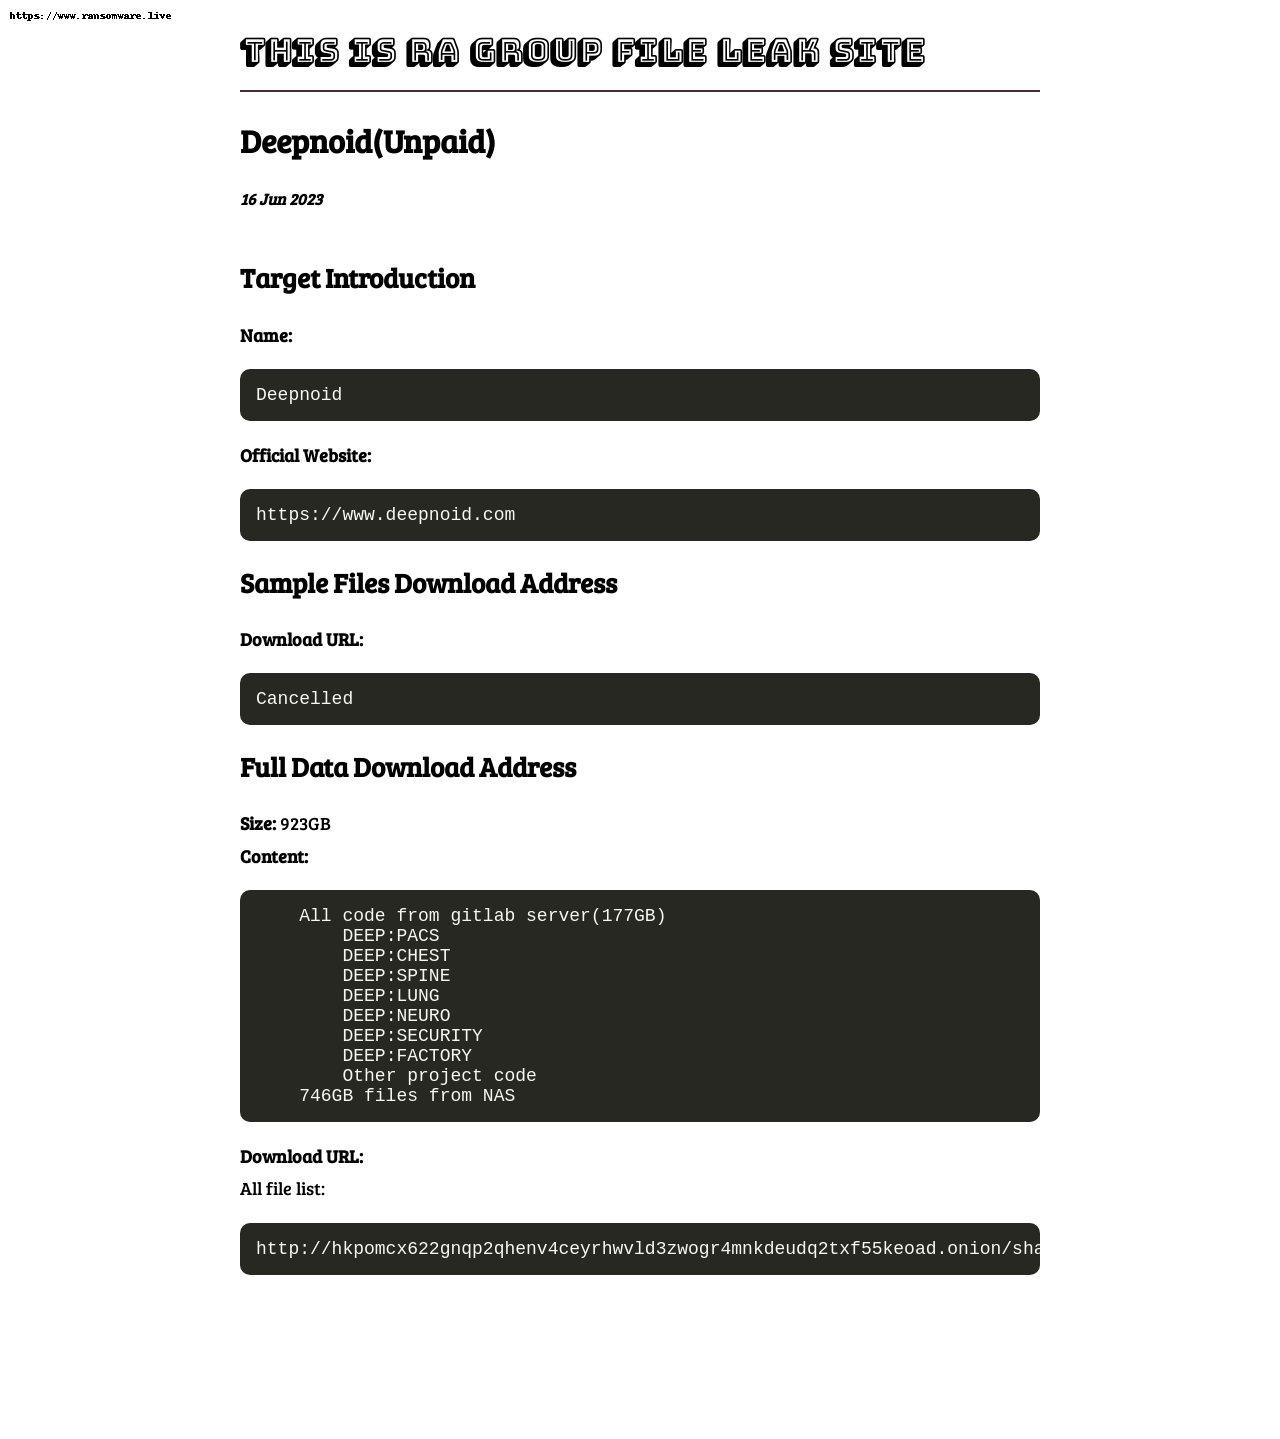 https://www.ransomware.live
THIS IS RA GROUP FILE LEAK SITE
Deepnoid(Unpaid)
16 Jun 2023
Target Introduction
Name:
Deepnoid
Official Website:
https://www.deepnoid.com
Sample Files Download Address
Download URL:
Cancelled
Full Data Download Address
Size: 923GB
Content:
All code from gitlab server(177GB)
DEEP:PACS
DEEP:CHEST
DEEP:SPINE
DEEP:LUNG
DEEP:NEURO
DEEP:SECURITY
DEEP:FACTORY
Other project code
746GB files from NAS
Download URL:
All file list:
http://hkpomcx622gnqp2qhenv4ceyrhwvld3zwogr4mnkdeudq2txf55keoad.onion/sha